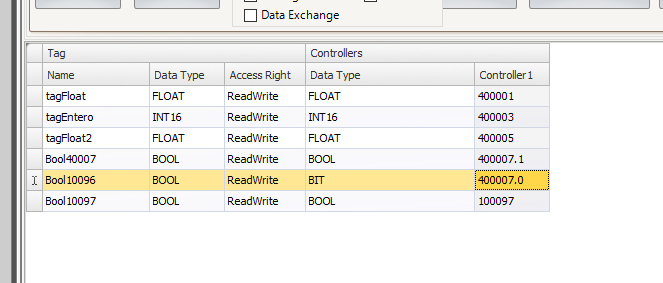 Data Exchange
Tag Controllers
Name Data Type Access Right Data Type Controller1
tagFloat FLOAT ReadWrite FLOAT 400001
tagEntero INT16 ReadWrite INT16 400003
tagFloat2 FLOAT ReadWrite FLOAT 400005
Bool40007 BOOL ReadWrite BOOL 400007.1
Bool10096 BOOL ReadWrite BIT 400007.0
Bool10097 BOOL ReadWrite BOOL 100097